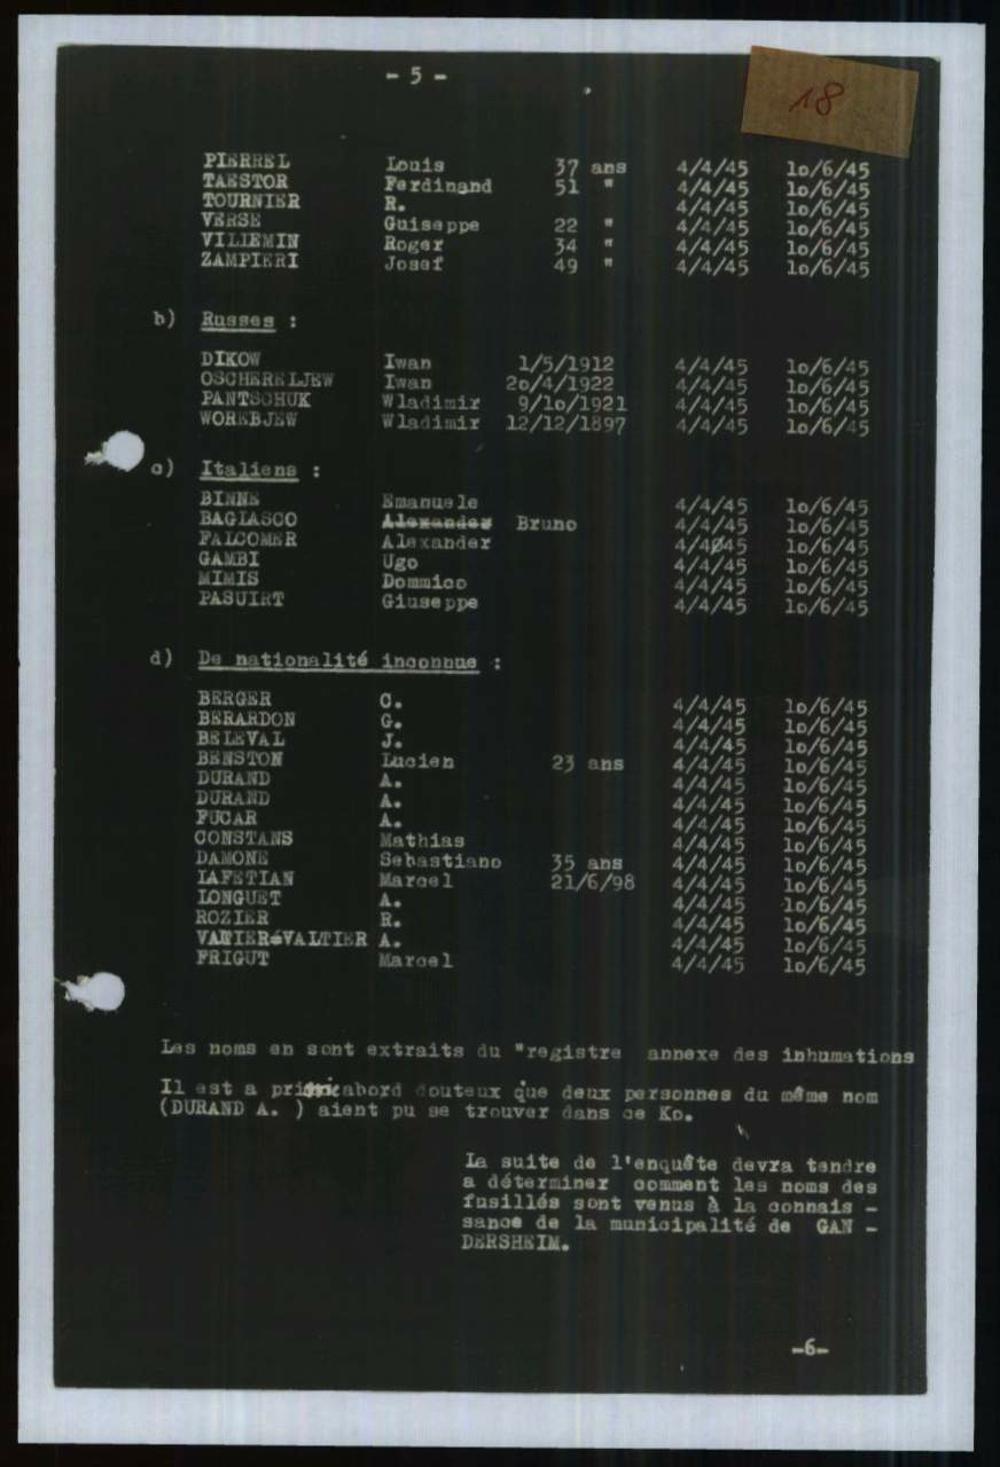 - 5 -
18
PIERREL Louis 37 ans 4/4/45 10/6/45
TAESTOR Ferdinand 51 " 4/4/45 10/6/45
TOURNIER R. 4/4/45 10/6/45
VERSE Guiseppe 22 " 4/4/45 10/6/45
VILLEMIN Roger 34 " 4/4/45 10/6/45
ZAMPIERI Josef 49 " 4/4/45 10/6/45
b) Russes :
DIKOW Iwan 1/5/1912 4/4/45 10/6/45
OSCHERELJEW Iwan 20/4/1922 4/4/45 10/6/45
PANTSCHUK Wladimir 9/10/1921 4/4/45 10/6/45
WOREBJEW Wladimir 12/12/1897 4/4/45 10/6/45
c) Italiens :
BINNE Emanuele 4/4/45 10/6/45
BAGLASCO Alexander Bruno 4/4/45 10/6/45
FALCOMER Alexander 4/4/45 10/6/45
GAMBI Ugo 4/4/45 10/6/45
MIMIS Dommico 4/4/45 10/6/45
PASUIRT Giuseppe 4/4/45 10/6/45
d) De nationalité inconnue :
BERGER C. 4/4/45 10/6/45
BERARDON G. 4/4/45 10/6/45
BELEVAL J. 4/4/45 10/6/45
BENSTON Lucien 23 ans 4/4/45 10/6/45
DURAND A. 4/4/45 10/6/45
DURAND A. 4/4/45 10/6/45
FUCAR A. 4/4/45 10/6/45
CONSTANS Mathias 4/4/45 10/6/45
DAMONE Sebastiano 35 ans 4/4/45 10/6/45
LAFETIAN Marcel 21/6/98 4/4/45 10/6/45
LONGUET A. 4/4/45 10/6/45
ROZIER R. 4/4/45 10/6/45
VATIER=VALTIER A. 4/4/45 10/6/45
FRIGUT Marcel 4/4/45 10/6/45
Les noms en sont extraits du "registre annexe des inhumations
Il est a abord douteux que deux personnes du même nom
(DURAND A. ) aient pu se trouver dans ce Ko.
La suite de l'enquête devra tendre
a déterminer comment les noms des
fusillés sont venus à la connais -
sance de la municipalité de GAN -
DERSHEIM.
-6-